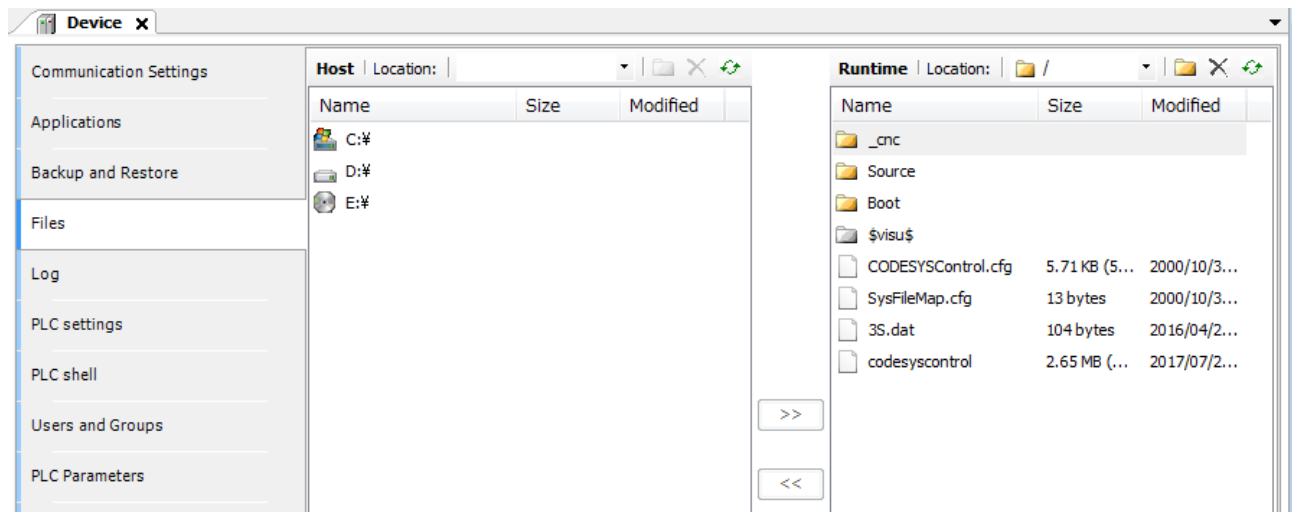 Device
Communication Settings
Applications
Backup and Restore
Files
Log
PLC settings
PLC shell
Users and Groups
PLC Parameters
Host Location:
Name Size Modified
C:¥
D:¥
E:¥
>>
<<
Runtime Location: /
Name Size Modified
_cnc
Source
Boot
$visu$
CODESYSControl.cfg 5.71 KB (5... 2000/10/3...
SysFileMap.cfg 13 bytes 2000/10/3...
3S.dat 104 bytes 2016/04/2...
codesyscontrol 2.65 MB (... 2017/07/2...